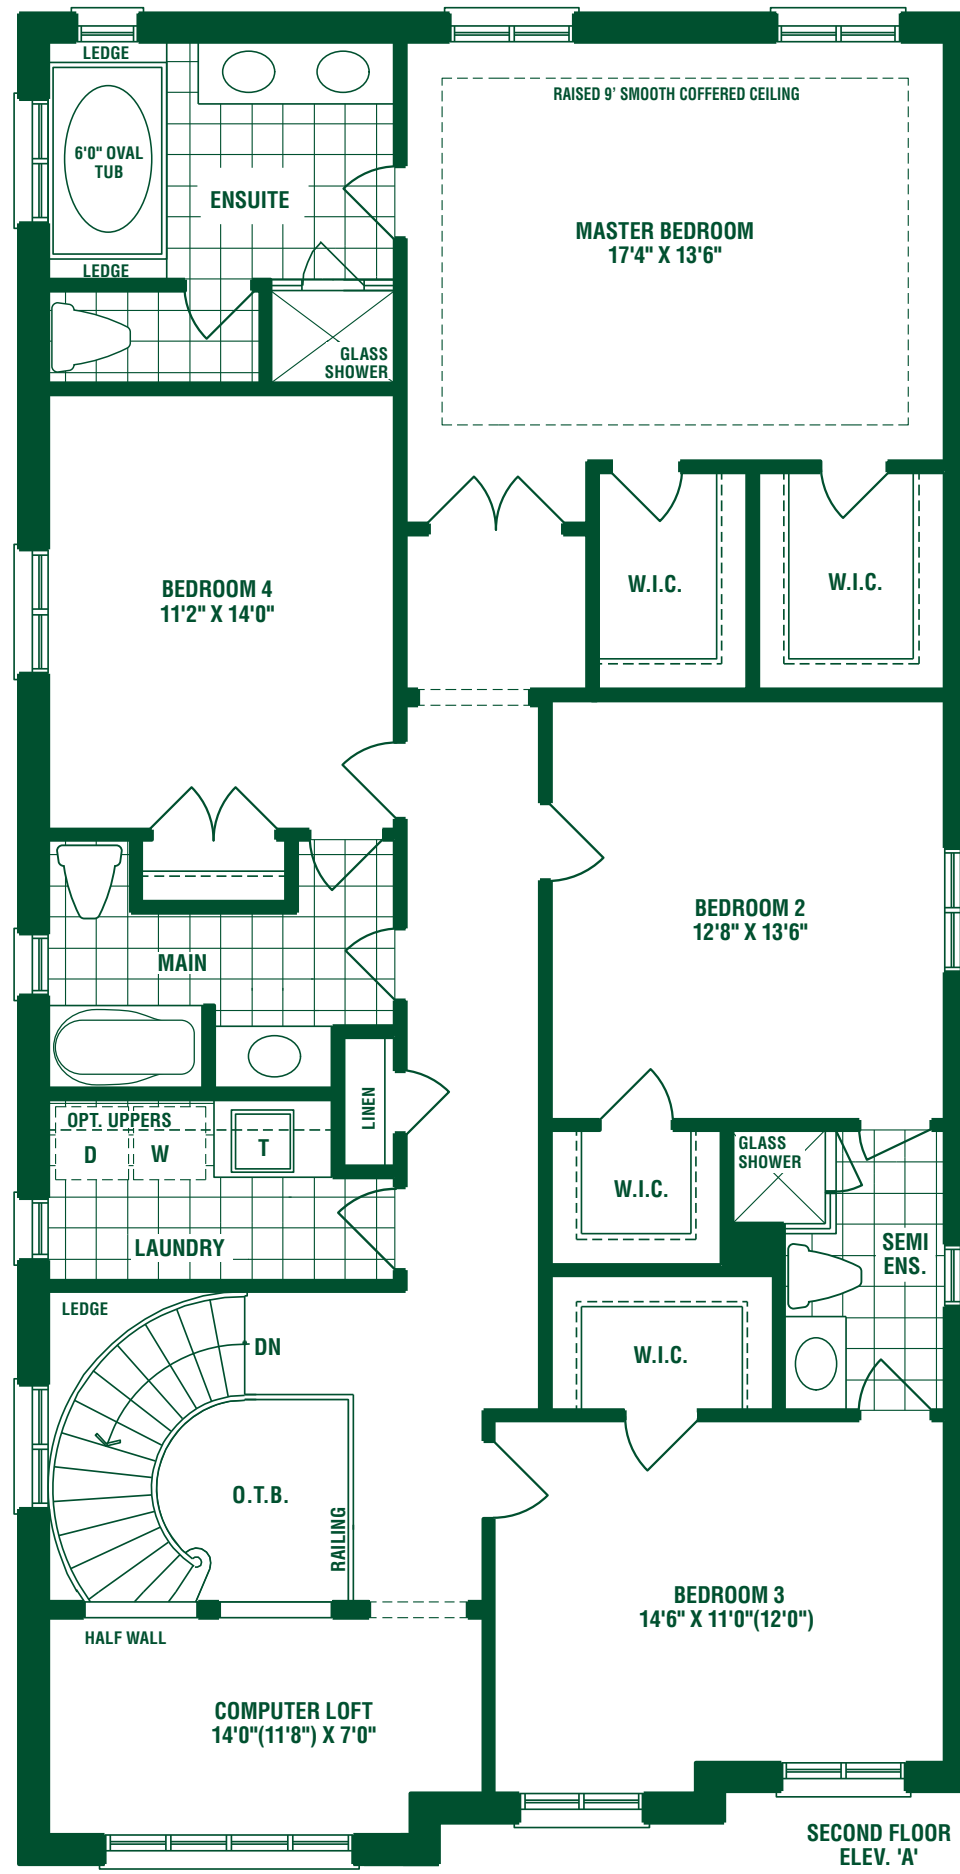 LEDGE
6'0" OVAL
TUB
ENSUITE
LEDGE
GLASS
SHOWER
RAISED 9' SMOOTH COFFERED CEILING
MASTER BEDROOM
17'4" X 13'6"
W.I.C.
W.I.C.
BEDROOM 4
11'2" X 14'0"
BEDROOM 2
12'8" X 13'6"
MAIN
LINEN
OPT. UPPERS
D
W
T
LAUNDRY
W.I.C.
GLASS
SHOWER
SEMI
ENS.
LEDGE
DN
W.I.C.
O.T.B.
RAILING
HALF WALL
BEDROOM 3
14'6" X 11'0"(12'0")
COMPUTER LOFT
14'0"(11'8") X 7'0"
SECOND FLOOR
ELEV. 'A'